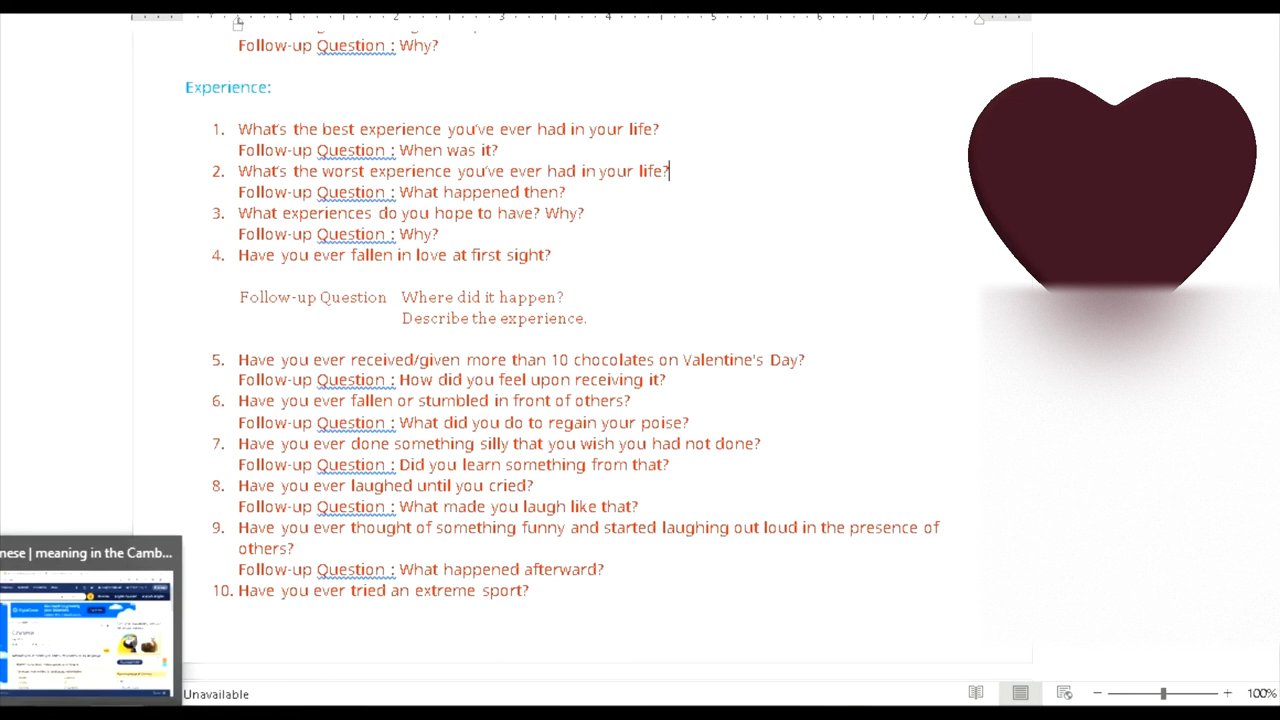 1 2 3 4 5 6 7
Follow-up Question : Why?
Experience:
1. What's the best experience you've ever had in your life?
Follow-up Question : When was it?
2. What's the worst experience you've ever had in your life?
Follow-up Question : What happened then?
3. What experiences do you hope to have? Why?
Follow-up Question : Why?
4. Have you ever fallen in love at first sight?
Follow-up Question Where did it happen?
Describe the experience.
5. Have you ever received/given more than 10 chocolates on Valentine's Day?
Follow-up Question : How did you feel upon receiving it?
6. Have you ever fallen or stumbled in front of others?
Follow-up Question : What did you do to regain your poise?
7. Have you ever done something silly that you wish you had not done?
Follow-up Question : Did you learn something from that?
8. Have you ever laughed until you cried?
Follow-up Question : What made you laugh like that?
9. Have you ever thought of something funny and started laughing out loud in the presence of
others?
Follow-up Question : What happened afterward?
10. Have you ever tried an extreme sport?
nese | meaning in the Camb...
Unavailable
100%